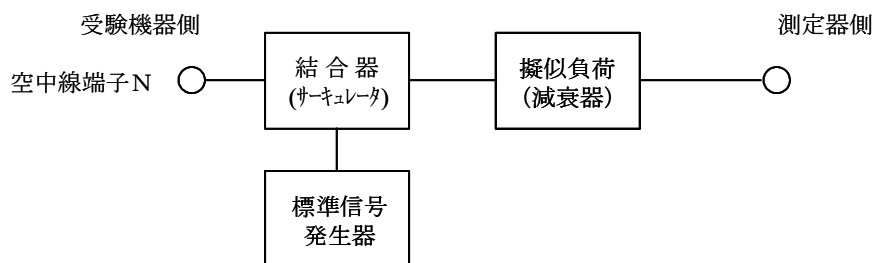 受験機器側
測定器側
空中線端子N
結合器
(サーキュレータ)
擬似負荷
(減衰器)
標準信号
発生器